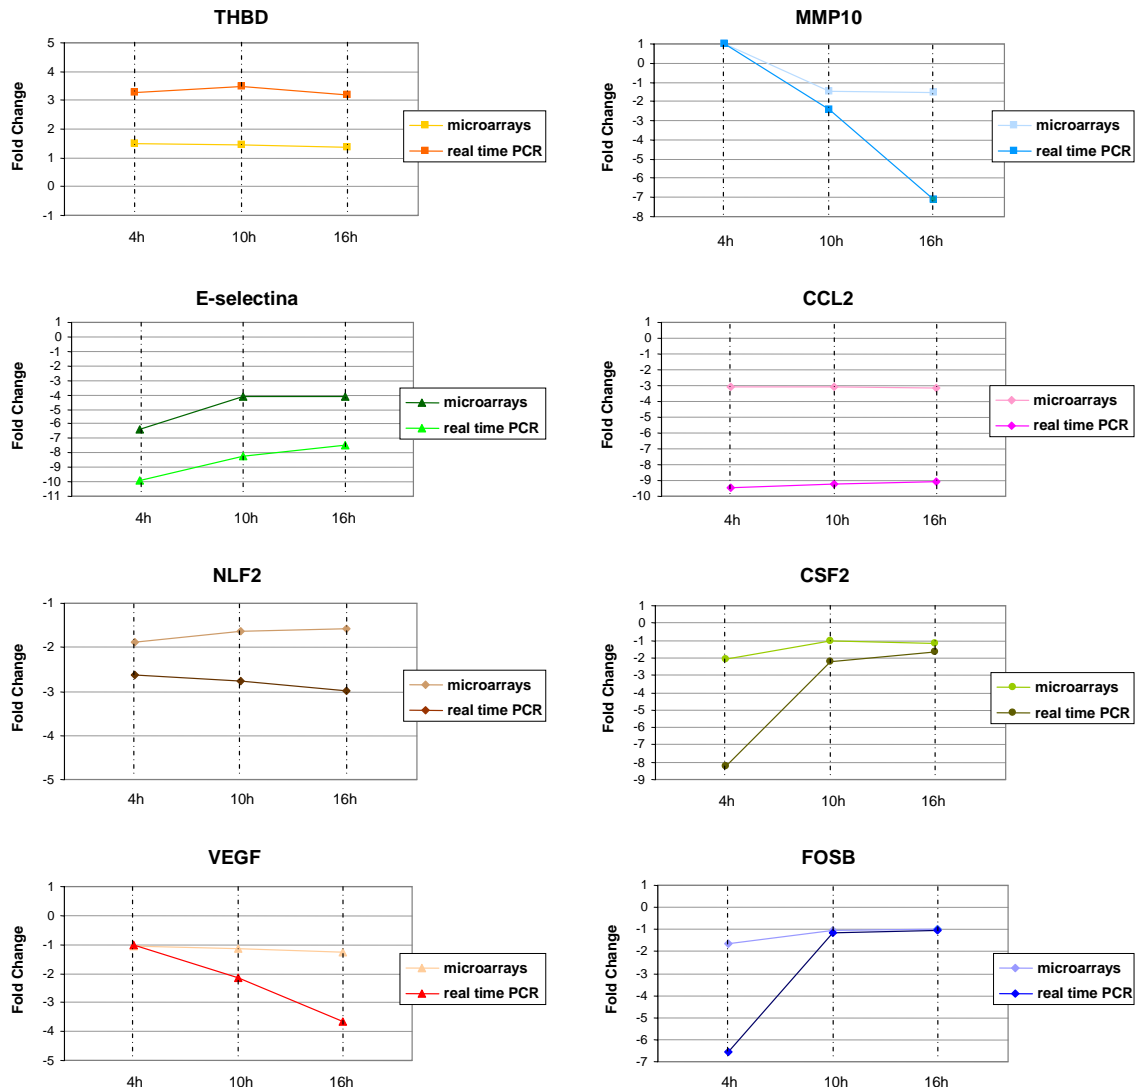 THBD
5
4
3
2
1
0
-1
Fold Change
4h 10h 16h
microarrays
real time PCR
MMP10
1
0
-1
-2
-3
-4
-5
-6
-7
-8
Fold Change
4h 10h 16h
microarrays
real time PCR
E-selectina
1
0
-1
-2
-3
-4
-5
-6
-7
-8
-9
-10
-11
Fold Change
4h 10h 16h
microarrays
real time PCR
CCL2
1
0
-1
-2
-3
-4
-5
-6
-7
-8
-9
-10
Fold Change
4h 10h 16h
microarrays
real time PCR
NLF2
-1
-2
-3
-4
-5
Fold Change
4h 10h 16h
microarrays
real time PCR
CSF2
1
0
-1
-2
-3
-4
-5
-6
-7
-8
-9
Fold Change
4h 10h 16h
microarrays
real time PCR
VEGF
1
0
-1
-2
-3
-4
-5
Fold Change
4h 10h 16h
microarrays
real time PCR
FOSB
1
0
-1
-2
-3
-4
-5
-6
-7
Fold Change
4h 10h 16h
microarrays
real time PCR